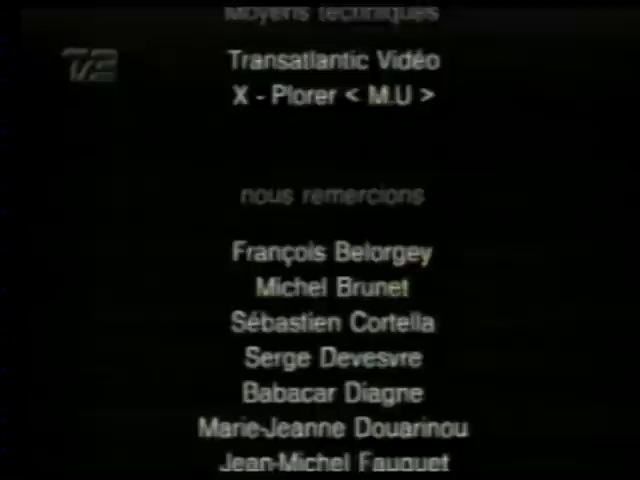 Moyens techniques
TV2
Transatlantic Vidéo
X - Plorer < M.U >
nous remercions
François Belorgey
Michel Brunet
Sébastien Cortella
Serge Devesvre
Babacar Diagne
Marie-Jeanne Douarinou
Jean-Michel Fauquet